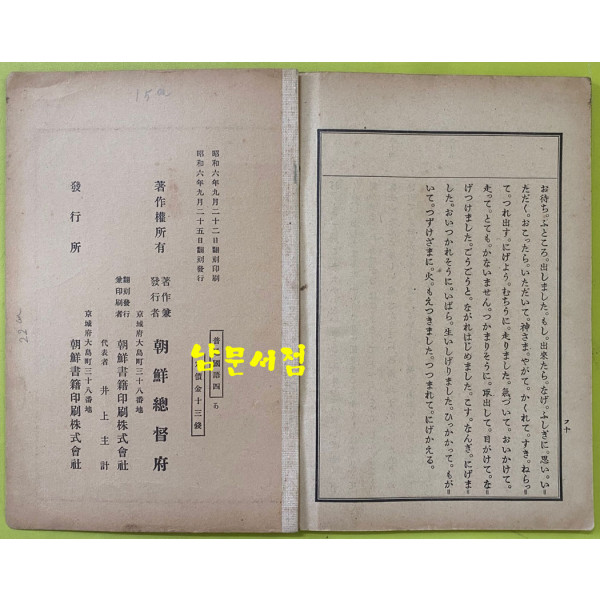 フ十
お待ち。ふところ。出しました。もし。出來たら。なげ。ふしぎに。思い。い〃
ただく。おこったら。いただいて。神さま。やがて。かくれて。すき。ねらっ〃
て。つれ出す。にげよう。むちうに。走りました。氣づいて。おいかけて。
走って。とても。かないません。つかまりそうに。取出して。目がけて。な〃
げつけました。ごうごうと。ながれはじめました。こす。なんぎ。にげま〃
した。おいつかれそうに。いばら。生いしげりました。ひっかかって。もが〃
いて。つずけざまに。火。もえつきました。つつまれて。にげかえる。
15a
昭和六年九月二十二日翻刻印刷
昭和六年九月二十五日翻刻發行
國語四 あ
價金十三錢
남문서점
著作權所有
著作兼
發行者
朝鮮總督府
京城府大島町三十八番地
翻刻發行
兼印刷者
朝鮮書籍印刷株式會社
代表者 井上主計
京城府大島町三十八番地
發行所
朝鮮書籍印刷株式會社
22a